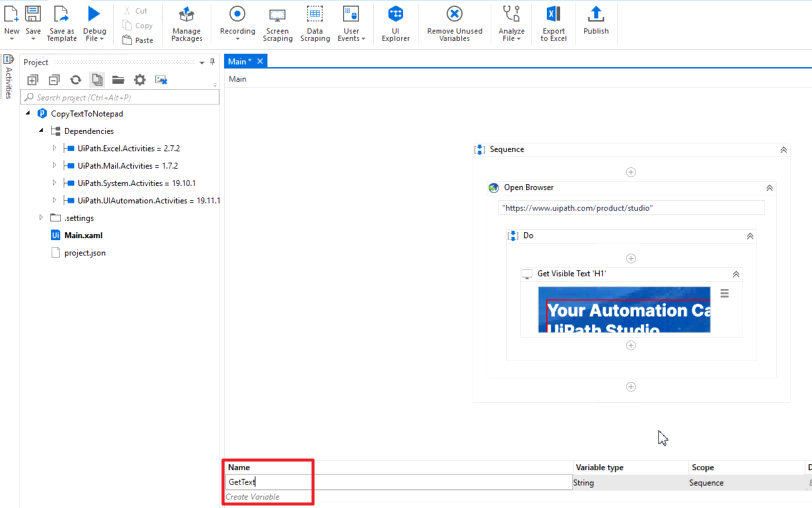 New
Save
Save as Template
Debug File
Cut
Copy
Paste
Manage Packages
Recording
Screen Scraping
Data Scraping
User Events
UI Explorer
Remove Unused Variables
Analyze File
Export to Excel
Publish
Activities
Project
Main *
Main
Search project (Ctrl+Alt+P)
CopyTextToNotepad
Dependencies
UiPath.Excel.Activities = 2.7.2
UiPath.Mail.Activities = 1.7.2
UiPath.System.Activities = 19.10.1
UiPath.UIAutomation.Activities = 19.11.1
.settings
Main.xaml
project.json
Sequence
Open Browser
"https://www.uipath.com/product/studio"
Do
Get Visible Text 'H1'
Your Automation Ca
UiPath Studio
Name
Variable type
Scope
D
GetText
String
Sequence
Create Variable